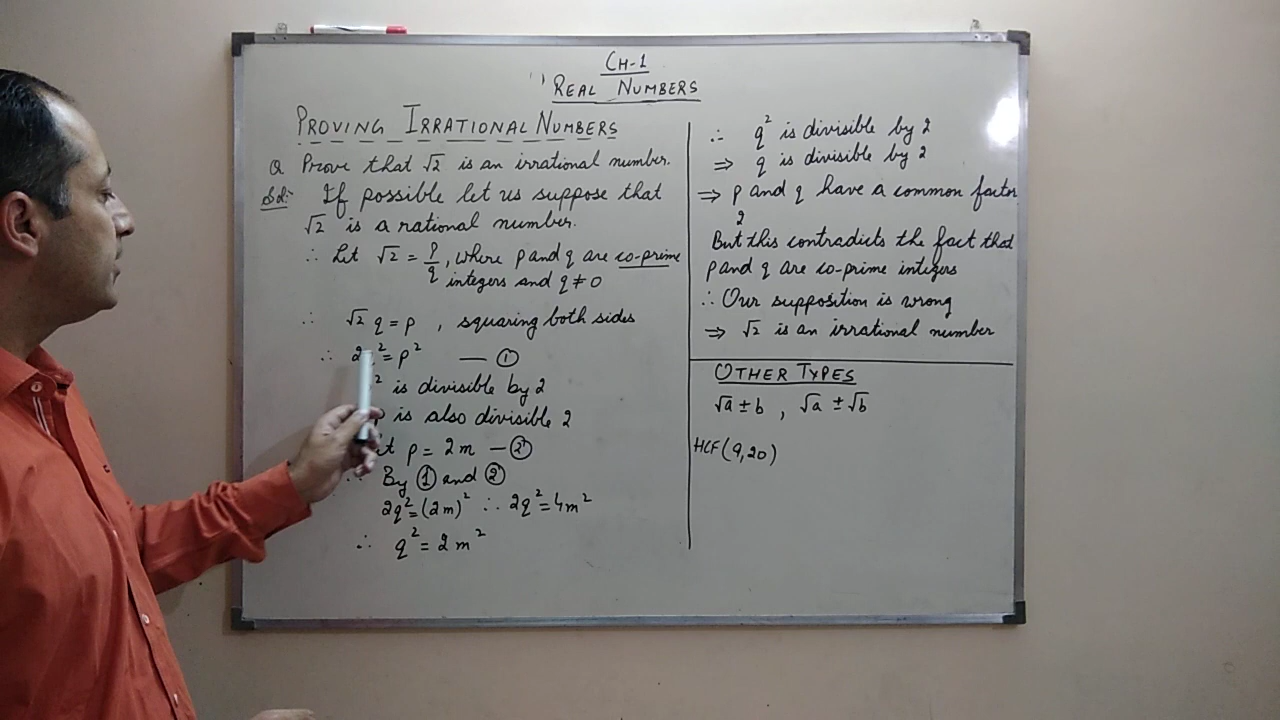 CH-1
REAL NUMBERS
PROVING IRRATIONAL NUMBERS
Q Prove that √2 is an irrational number.
Sol:- If possible let us suppose that
√2 is a rational number.
∴ Let √2 = p/q, where p and q are co-prime
integers and q ≠ 0
∴ √2 q = p , squaring both sides
∴ 2 ² = p² — ①
² is divisible by 2
is also divisible 2
p = 2m — ②
∴ By ① and ②
2q² = (2m)² ∴ 2q² = 4m²
∴ q² = 2m²
∴ q² is divisible by 2
⇒ q is divisible by 2
⇒ p and q have a common factor
2
But this contradicts the fact that
p and q are co-prime integers
∴ Our supposition is wrong
⇒ √2 is an irrational number
OTHER TYPES
√a ± b , √a ± √b
HCF(9,20)